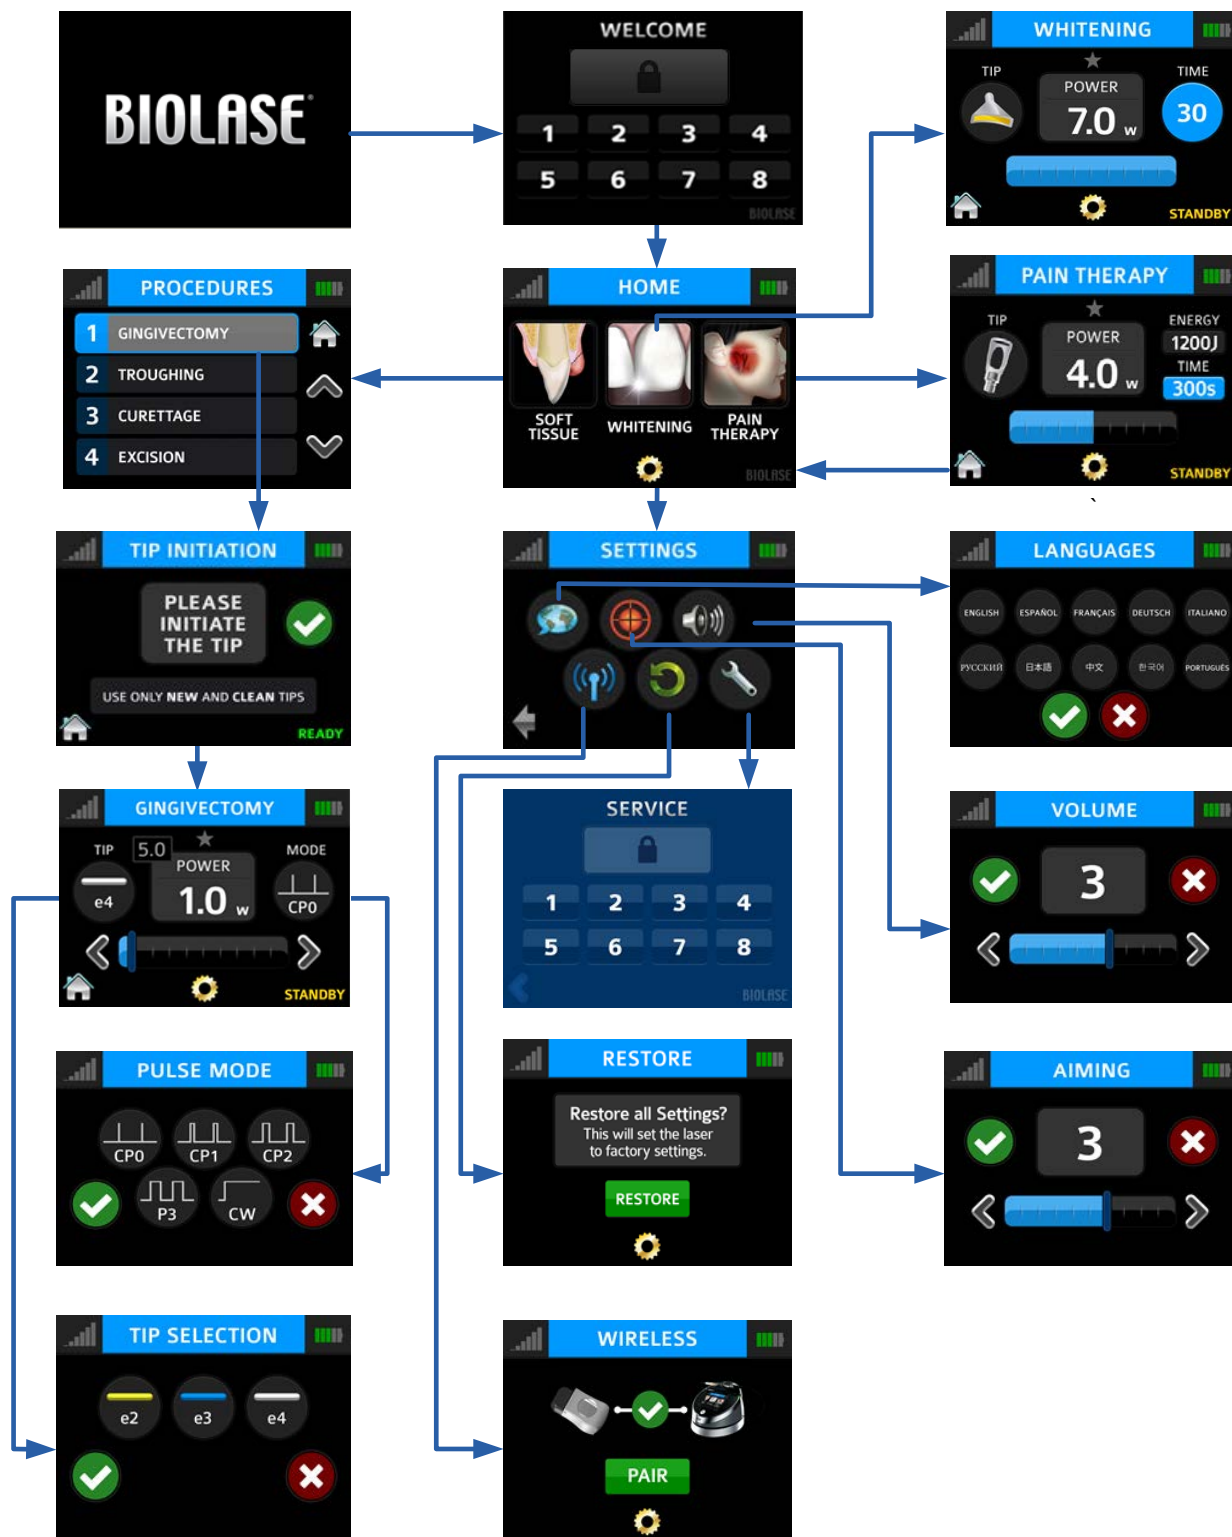 BIOLASE
WELCOME
1 2 3 4
5 6 7 8
BIOLASE
WHITENING
TIP
POWER
7.0 w
TIME
30
STANDBY
PROCEDURES
1 GINGIVECTOMY
2 TROUGHING
3 CURETTAGE
4 EXCISION
HOME
SOFT
TISSUE
WHITENING
PAIN
THERAPY
BIOLASE
PAIN THERAPY
TIP
POWER
4.0 w
ENERGY
1200J
TIME
300s
STANDBY
`
TIP INITIATION
PLEASE
INITIATE
THE TIP
USE ONLY NEW AND CLEAN TIPS
READY
SETTINGS
LANGUAGES
ENGLISH ESPAÑOL FRANÇAIS DEUTSCH ITALIANO
РУССКИЙ 日本語 中文 한국어 PORTUGUÊS
GINGIVECTOMY
TIP
e4
5.0
POWER
1.0 w
MODE
CP0
STANDBY
SERVICE
1 2 3 4
5 6 7 8
BIOLASE
VOLUME
3
PULSE MODE
CP0 CP1 CP2
P3 CW
RESTORE
Restore all Settings?
This will set the laser
to factory settings.
RESTORE
AIMING
3
TIP SELECTION
e2 e3 e4
WIRELESS
PAIR